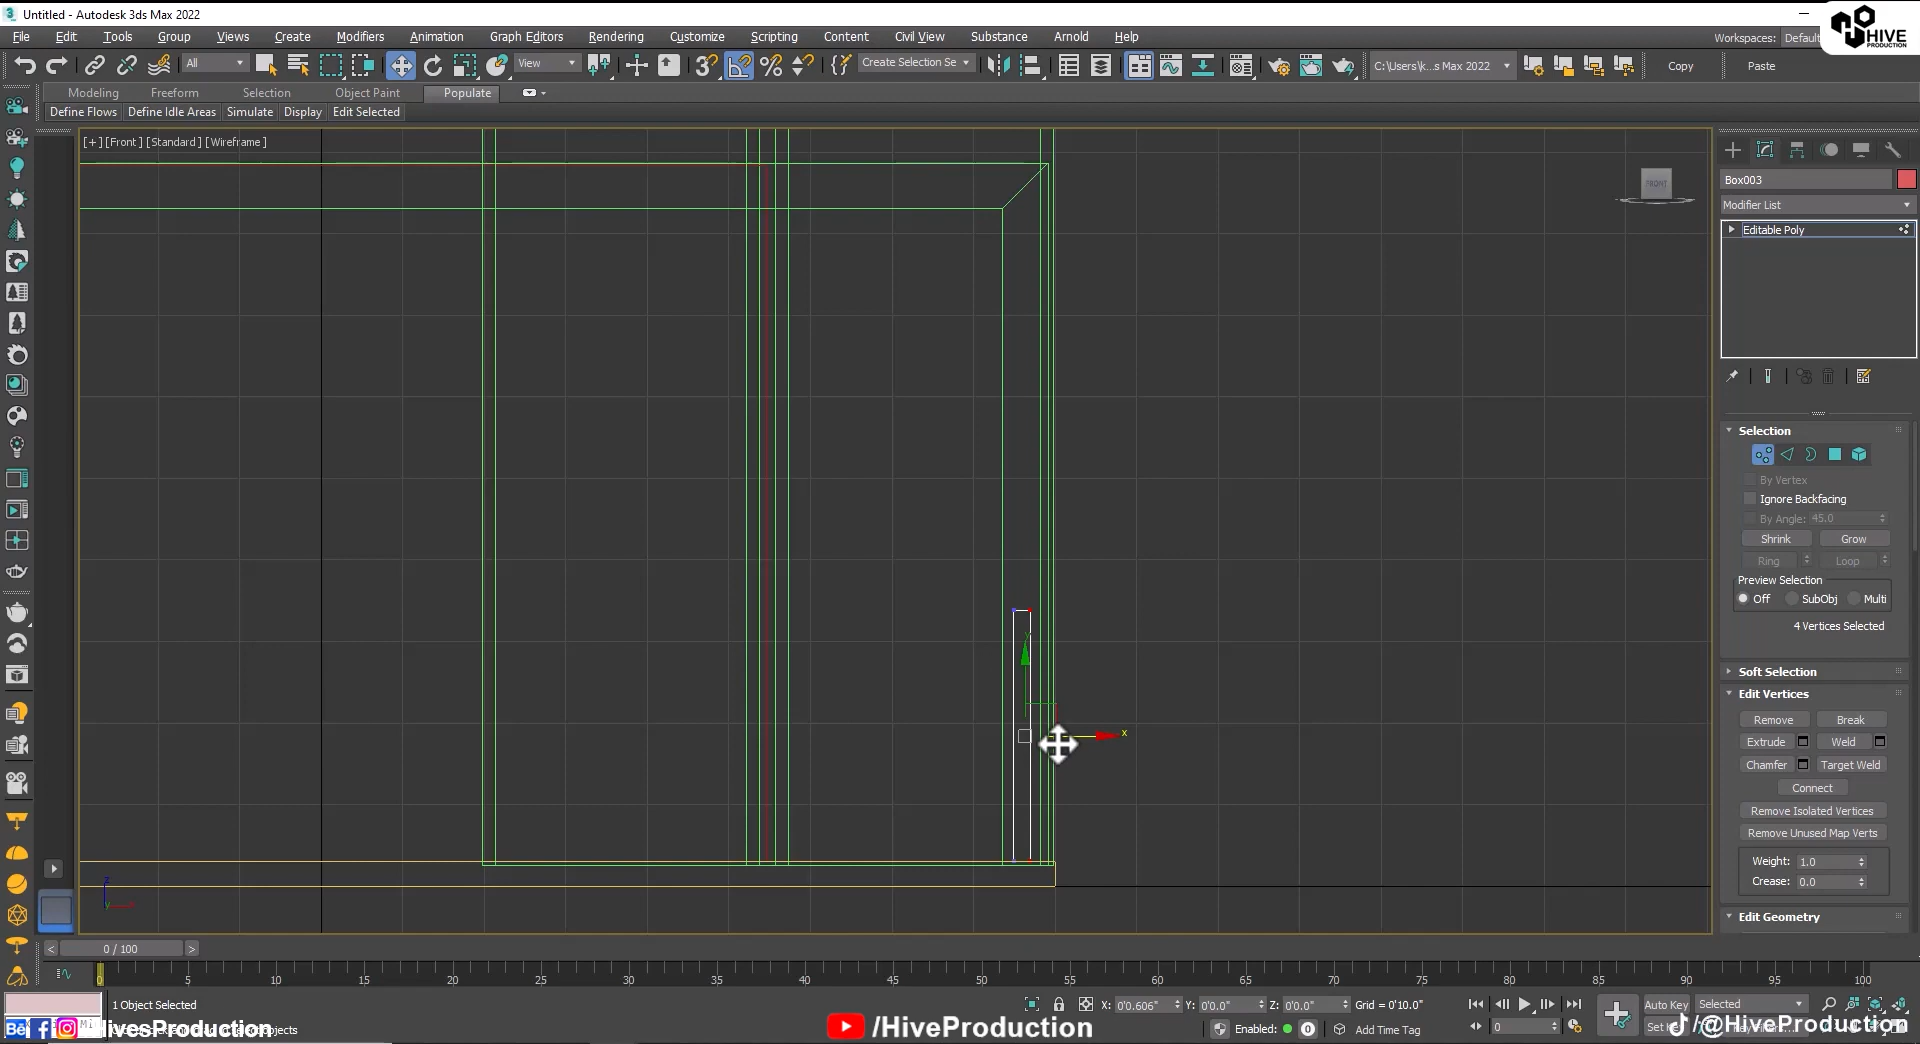 Untitled - Autodesk 3ds Max 2022
File Edit Tools Group Views Create Modifiers Animation Graph Editors Rendering Customize Scripting Content Civil View Substance Arnold Help
Workspaces: Default
HIVE
PRODUCTION
All View Create Selection Se C:\Users\k...s Max 2022 Copy Paste
Modeling Freeform Selection Object Paint Populate
Define Flows Define Idle Areas Simulate Display Edit Selected
[+] [Front] [Standard] [Wireframe]
FRONT
Box003
Modifier List
Editable Poly
Selection
By Vertex
Ignore Backfacing
By Angle: 45.0
Shrink Grow
Ring Loop
Preview Selection
Off SubObj Multi
4 Vertices Selected
Soft Selection
Edit Vertices
Remove Break
Extrude Weld
Chamfer Target Weld
Connect
Remove Isolated Vertices
Remove Unused Map Verts
Weight: 1.0
Crease: 0.0
Edit Geometry
y
x
z
y
< 0 / 100 >
0 5 10 15 20 25 30 35 40 45 50 55 60 65 70 75 80 85 90 95 100
1 Object Selected
X: 0'0.606" Y: 0'0.0" Z: 0'0.0" Grid = 0'10.0"
Auto Key Selected
Enabled: 0 Add Time Tag
0
Set Key
/HiveProduction
/HiveProduction
/@HiveProduction